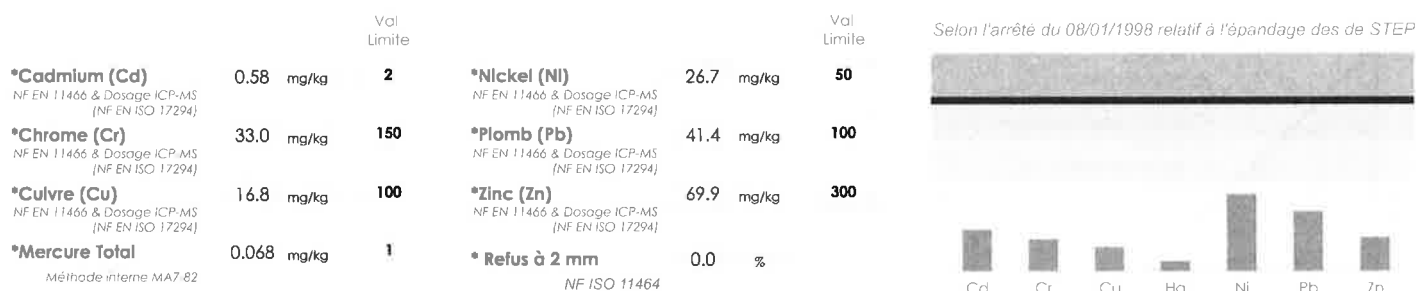 Val
Limite
*Cadmium (Cd) 0.58 mg/kg 2
NF EN 11466 & Dosage ICP-MS
(NF EN ISO 17294)
*Chrome (Cr) 33.0 mg/kg 150
NF EN 11466 & Dosage ICP-MS
(NF EN ISO 17294)
*Cuivre (Cu) 16.8 mg/kg 100
NF EN 11466 & Dosage ICP-MS
(NF EN ISO 17294)
*Mercure Total 0.068 mg/kg 1
Méthode interne MA7-82
Val
Limite
*Nickel (Ni) 26.7 mg/kg 50
NF EN 11466 & Dosage ICP-MS
(NF EN ISO 17294)
*Plomb (Pb) 41.4 mg/kg 100
NF EN 11466 & Dosage ICP-MS
(NF EN ISO 17294)
*Zinc (Zn) 69.9 mg/kg 300
NF EN 11466 & Dosage ICP-MS
(NF EN ISO 17294)
* Refus à 2 mm 0.0 %
NF ISO 11464
Selon l'arrêté du 08/01/1998 relatif à l'épandage des de STEP
Cd Cr Cu Hg Ni Pb Zn